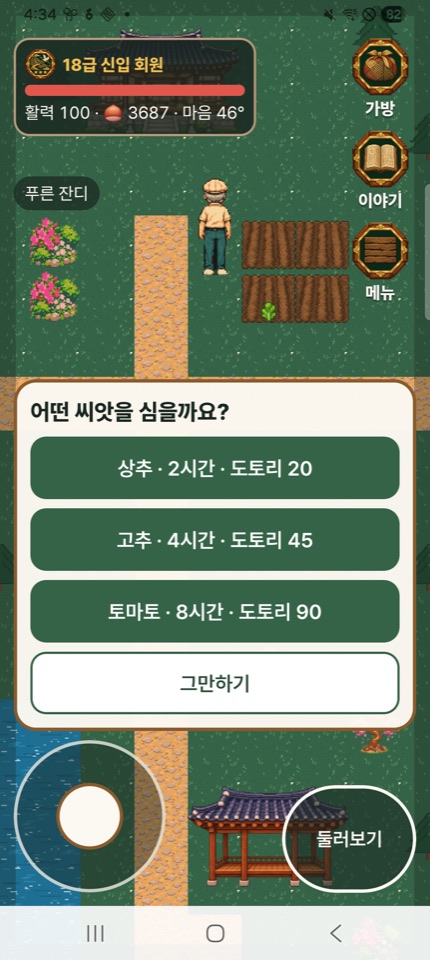 4:34
82
18급 신입 회원
활력 100 · 3687 · 마음 46°
가방
푸른 잔디
이야기
메뉴
어떤 씨앗을 심을까요?
상추 · 2시간 · 도토리 20
고추 · 4시간 · 도토리 45
토마토 · 8시간 · 도토리 90
그만하기
둘러보기